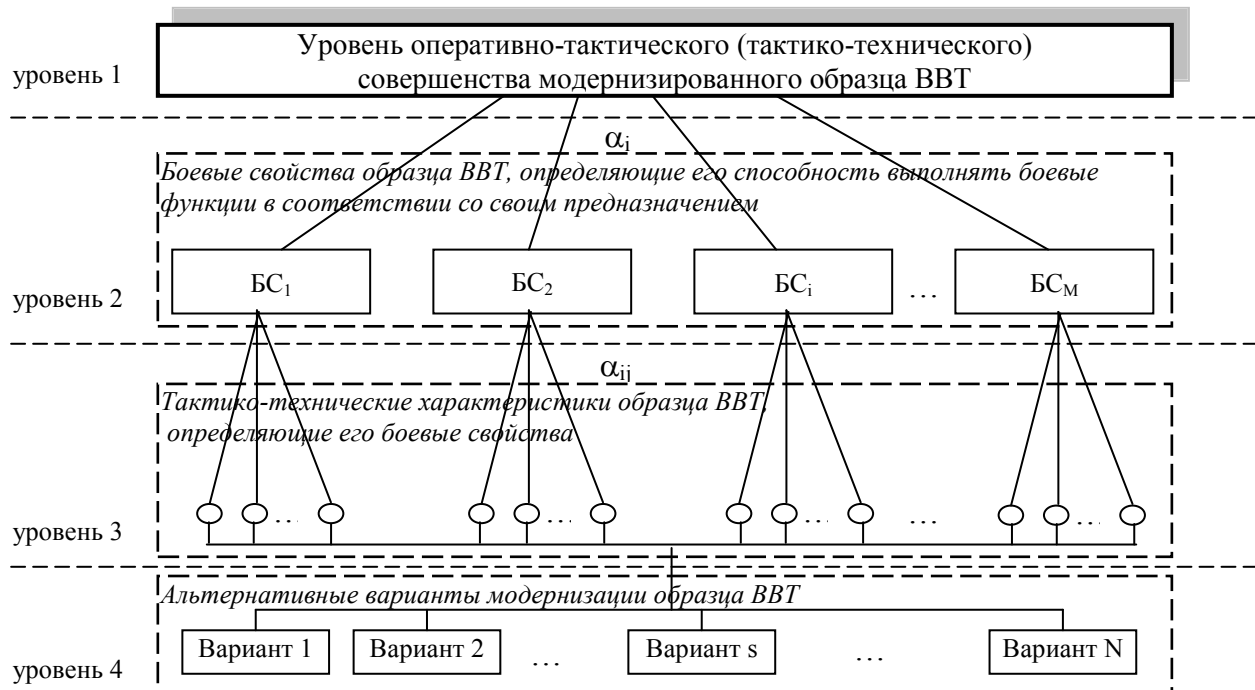 Уровень оперативно-тактического (тактико-технического)
совершенства модернизированного образца ВВТ
уровень 1
αi
Боевые свойства образца ВВТ, определяющие его способность выполнять боевые
функции в соответствии со своим предназначением
БС1
БС2
БСi
...
БСM
уровень 2
αij
Тактико-технические характеристики образца ВВТ,
определяющие его боевые свойства
... ... ... ... ...
уровень 3
Альтернативные варианты модернизации образца ВВТ
Вариант 1
Вариант 2
...
Вариант s
...
Вариант N
уровень 4